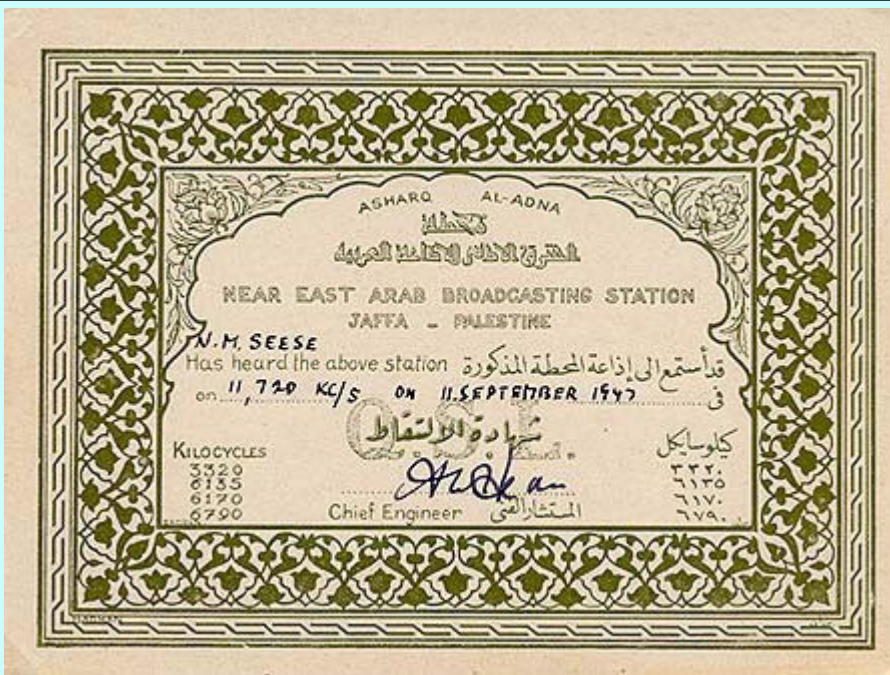 ASHARQ AL-ADNA
محطة
الشرق الادنى للاذاعة العربية
NEAR EAST ARAB BROADCASTING STATION
JAFFA - PALESTINE
N.M. SEESE
Has heard the above station قد أستمع الى إذاعة المحطة المذكورة
on 11,720 KC/S ON 11.SEPTEMBER 1947 في
Q.S.L.
شهادة الالتقاط
KILOCYCLES كيلوسايكل
3320 ٣٣٢٠
6135 ٦١٣٥
6170 ٦١٧٠
6790 ٦٧٩٠
Chief Engineer المستشار الفني